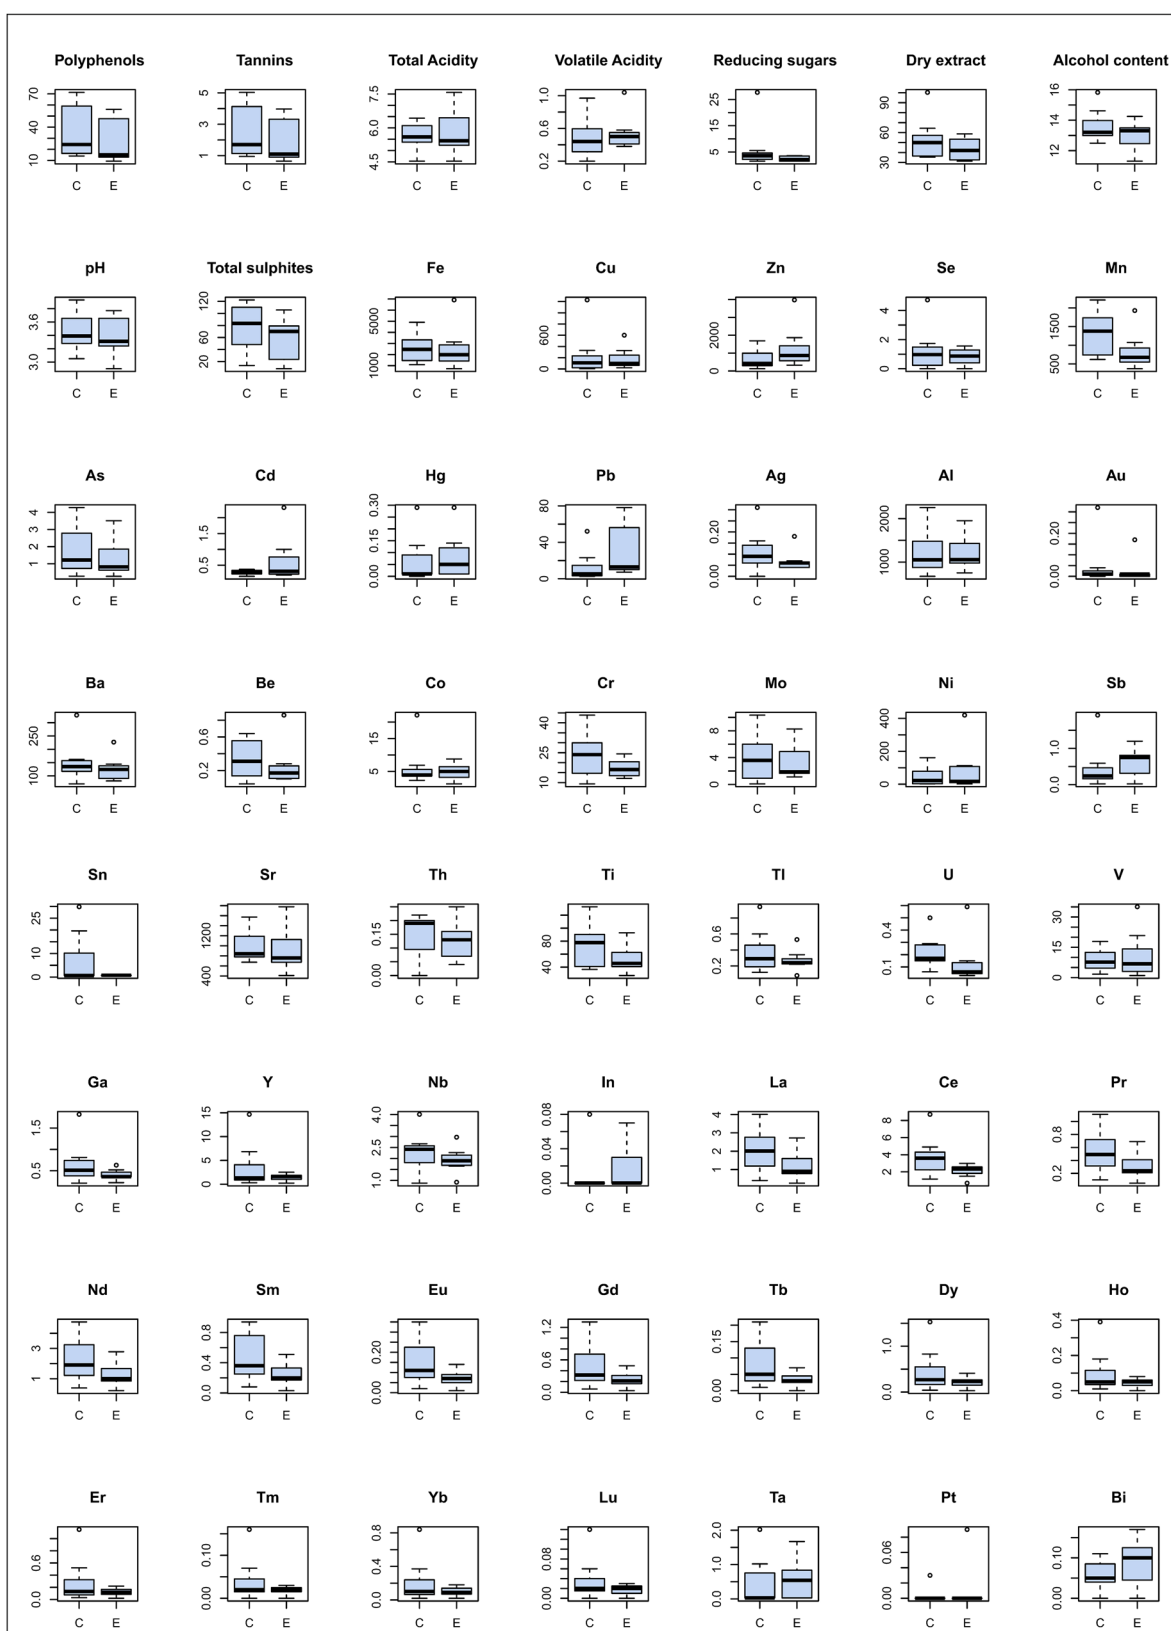 Polyphenols Tannins Total Acidity Volatile Acidity Reducing sugars Dry extract Alcohol content
10 40 70 1 3 5 4.5 6.0 7.5 0.2 0.6 1.0 5 15 25 30 60 90 12 14 16
C E C E C E C E C E C E C E
pH Total sulphites Fe Cu Zn Se Mn
3.0 3.6 20 60 120 1000 5000 0 600 0 2000 0 2 4 500 1500
C E C E C E C E C E C E C E
As Cd Hg Pb Ag Al Au
1 2 3 4 0.5 1.5 0.00 0.15 0.30 0 40 80 0.00 0.20 1000 2000 0.00 0.20
C E C E C E C E C E C E C E
Ba Be Co Cr Mo Ni Sb
100 250 0.2 0.6 5 15 10 25 40 0 4 8 0 200 400 0.0 1.0
C E C E C E C E C E C E C E
Sn Sr Th Ti Tl U V
0 10 20 30 400 1200 0.00 0.15 40 80 0.2 0.6 0.1 0.4 0 15 30
C E C E C E C E C E C E C E
Ga Y Nb In La Ce Pr
0.5 1.5 0 5 10 15 1.0 2.5 4.0 0.00 0.04 0.08 1 2 3 4 2 4 6 8 0.2 0.8
C E C E C E C E C E C E C E
Nd Sm Eu Gd Tb Dy Ho
1 3 0.0 0.4 0.8 0.00 0.20 0.0 0.6 1.2 0.00 0.15 0.0 1.0 0.0 0.2 0.4
C E C E C E C E C E C E C E
Er Tm Yb Lu Ta Pt Bi
0.0 0.6 0.00 0.10 0.0 0.4 0.8 0.00 0.08 0.0 1.0 2.0 0.00 0.06 0.00 0.10
C E C E C E C E C E C E C E